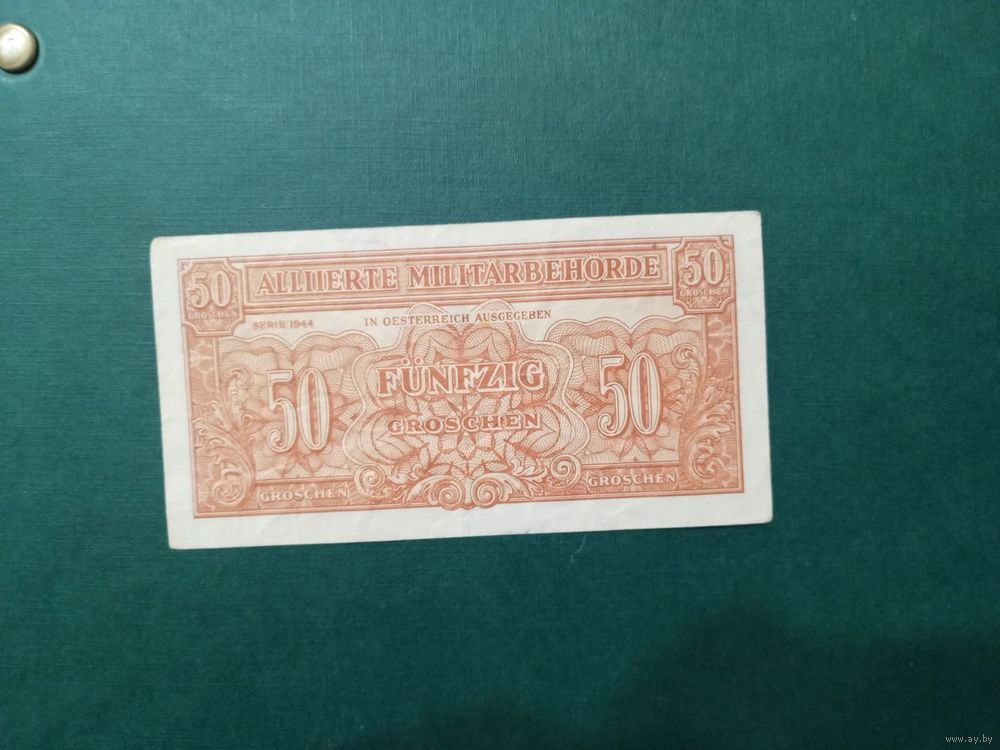 50 ALLIIERTE MILITÄRBEHÖRDE 50
GROSCHEN GROSCHEN
SERIE 1944 IN OESTERREICH AUSGEGEBEN
50 FÜNFZIG 50
GROSCHEN
GROSCHEN GROSCHEN
www.ay.by